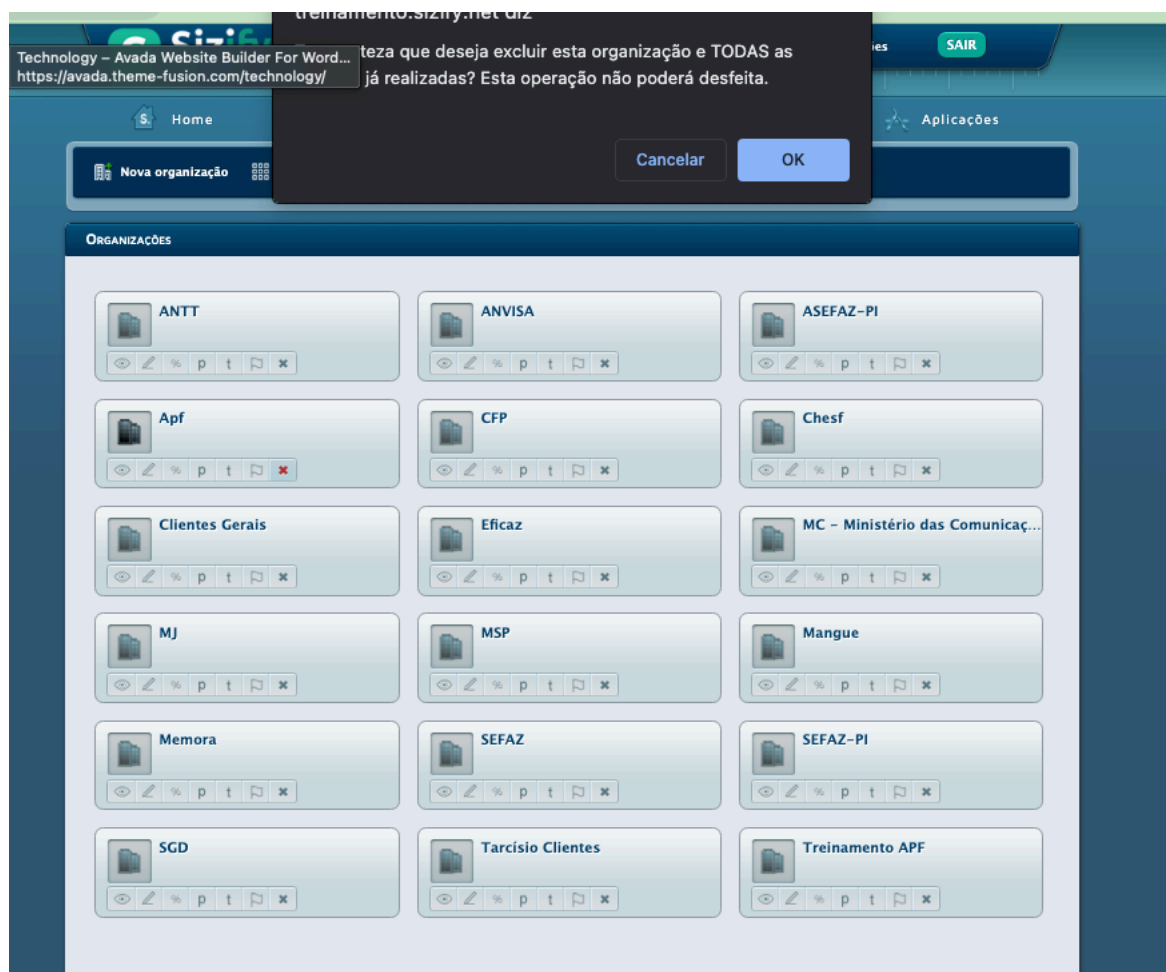 treinamento.sizify.net diz
Sizify
Technology – Avada Website Builder For Word...
https://avada.theme-fusion.com/technology/
teza que deseja excluir esta organização e TODAS as
já realizadas? Esta operação não poderá desfeita.
ões
SAIR
Home
Aplicações
Cancelar
OK
Nova organização
Organizações
ANTT
ANVISA
ASEFAZ-PI
% p t
% p t
% p t
Apf
CFP
Chesf
% p t
% p t
% p t
Clientes Gerais
Eficaz
MC - Ministério das Comunicaç...
% p t
% p t
% p t
MJ
MSP
Mangue
% p t
% p t
% p t
Memora
SEFAZ
SEFAZ-PI
% p t
% p t
% p t
SGD
Tarcísio Clientes
Treinamento APF
% p t
% p t
% p t